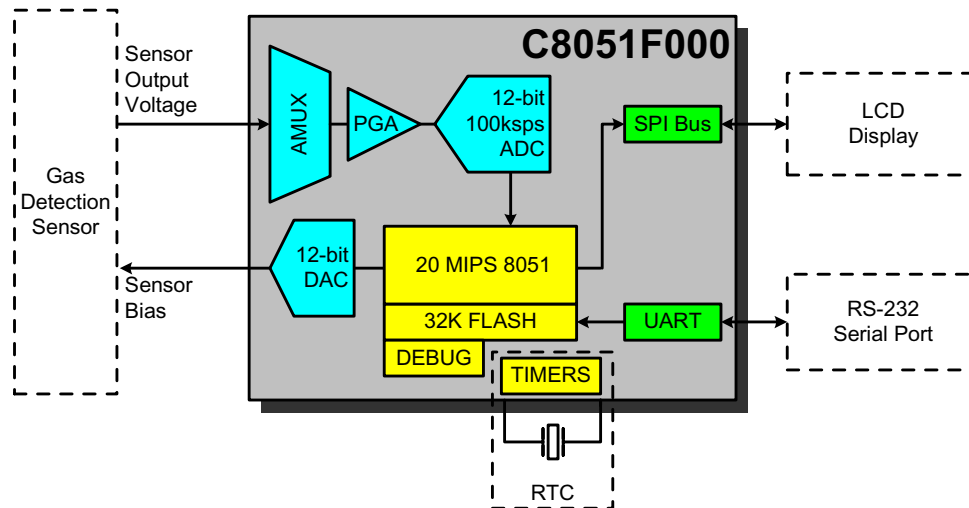 C8051F000
Sensor
Output
Voltage
AMUX
PGA
12-bit
100ksps
ADC
SPI Bus
LCD
Display
Gas
Detection
Sensor
12-bit
DAC
20 MIPS 8051
Sensor
Bias
32K FLASH
UART
RS-232
Serial Port
DEBUG
TIMERS
RTC